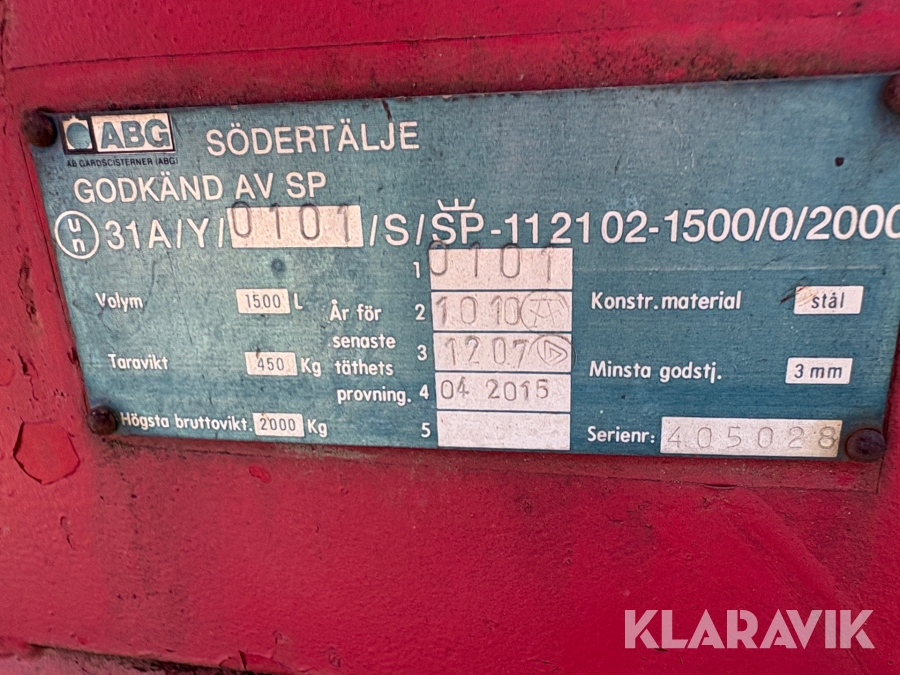 ABG SÖDERTÄLJE
AB GÅRDSCISTERNER (ABG)
GODKÄND AV SP
un 31A/Y/0101/S/SP-112102-1500/0/2000
Volym 1500 L
Taravikt 450 Kg
Högsta bruttovikt. 2000 Kg
År för
senaste
täthets
provning.
1 0101
2 1010
3 1207
4 04 2015
5
Konstr.material stål
Minsta godstj. 3 mm
Serienr: 405028
KLARAVIK